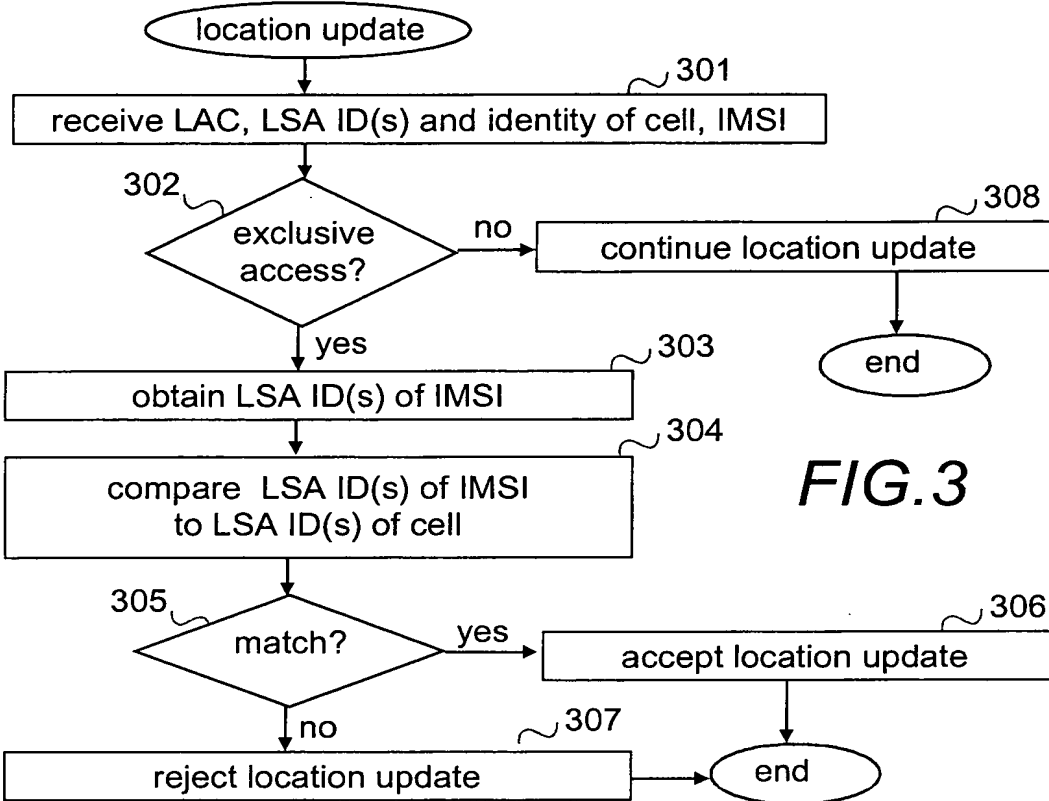 location update
301
receive LAC, LSA ID(s) and identity of cell, IMSI
302
exclusive
access?
no
308
continue location update
end
yes
303
obtain LSA ID(s) of IMSI
304
compare LSA ID(s) of IMSI
to LSA ID(s) of cell
FIG.3
305
match?
yes
306
accept location update
no
307
reject location update
end